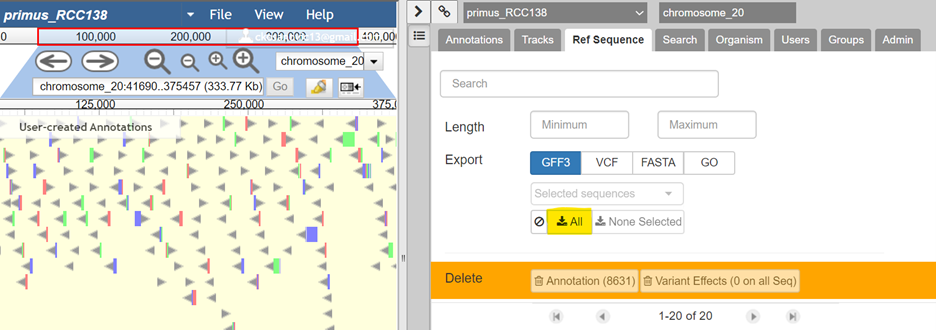 primus_RCC138
File View Help
0 100,000 200,000 300,000 400,000
chromosome_20
chromosome_20:41690..375457 (333.77 Kb) Go
125,000 250,000 375,0
User-created Annotations
primus_RCC138 chromosome_20
Annotations Tracks Ref Sequence Search Organism Users Groups Admin
Search
Length Minimum Maximum
Export GFF3 VCF FASTA GO
Selected sequences
All None Selected
Delete Annotation (8631) Variant Effects (0 on all Seq)
1-20 of 20